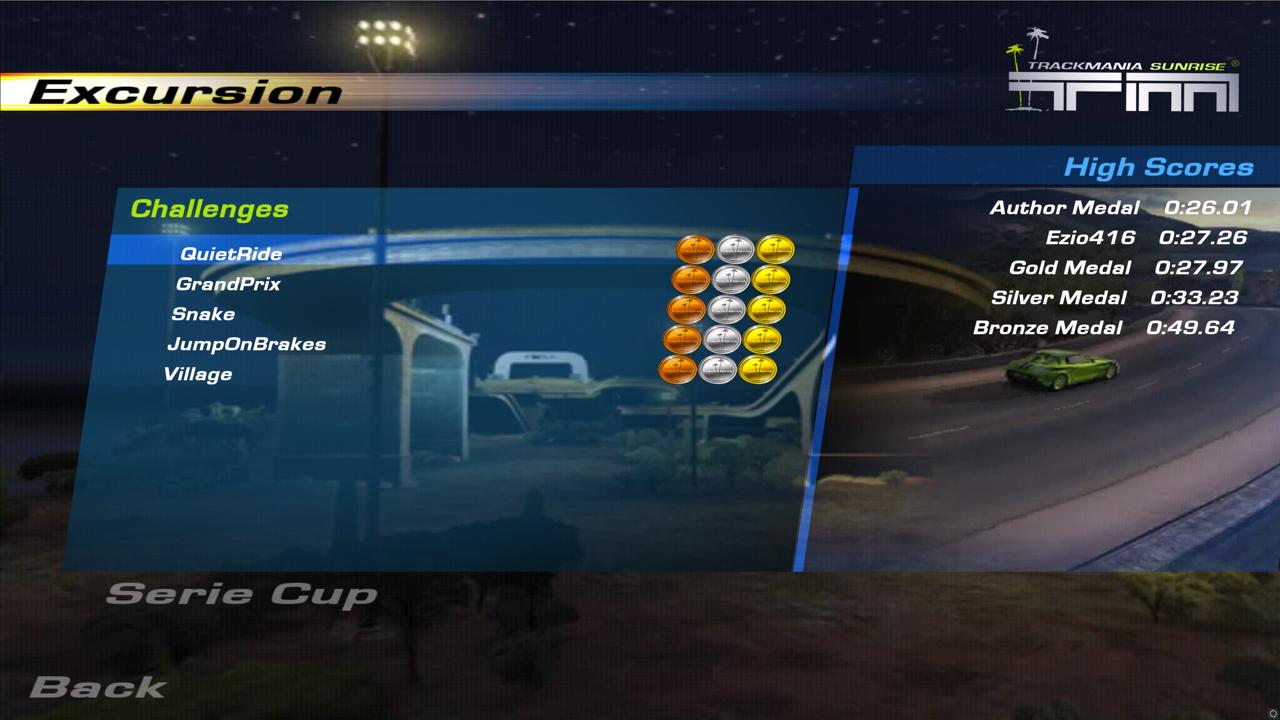 TRACKMANIA SUNRISE®
TM
Excursion
High Scores
Challenges
QuietRide
GrandPrix
Snake
JumpOnBrakes
Village
Author Medal 0:26.01
Ezio416 0:27.26
Gold Medal 0:27.97
Silver Medal 0:33.23
Bronze Medal 0:49.64
Serie Cup
Back